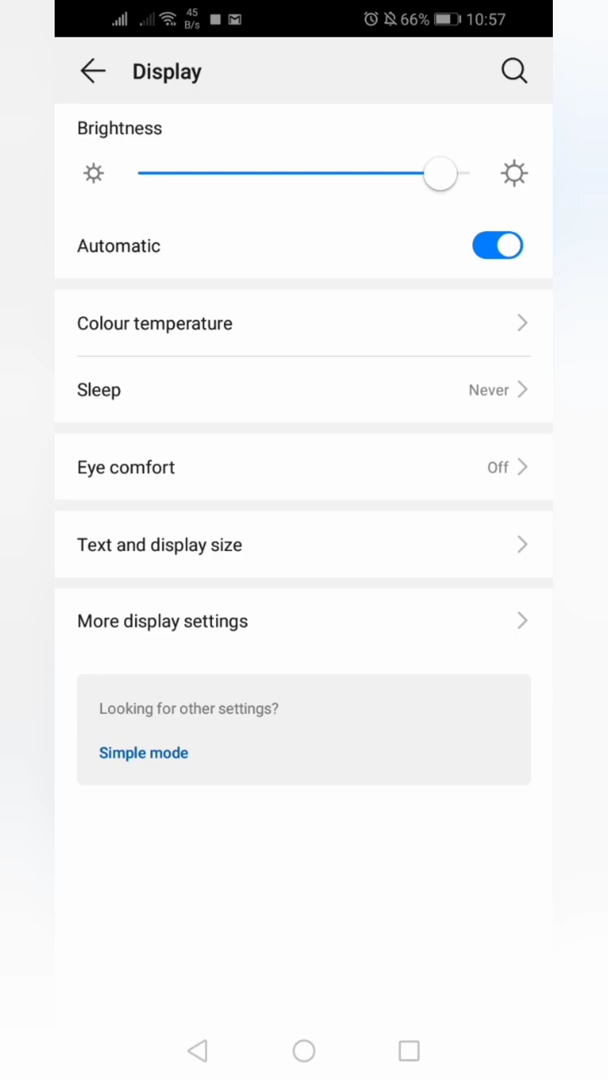 45
B/s
66% 10:57
Display
Brightness
Automatic
Colour temperature
Sleep Never
Eye comfort Off
Text and display size
More display settings
Looking for other settings?
Simple mode